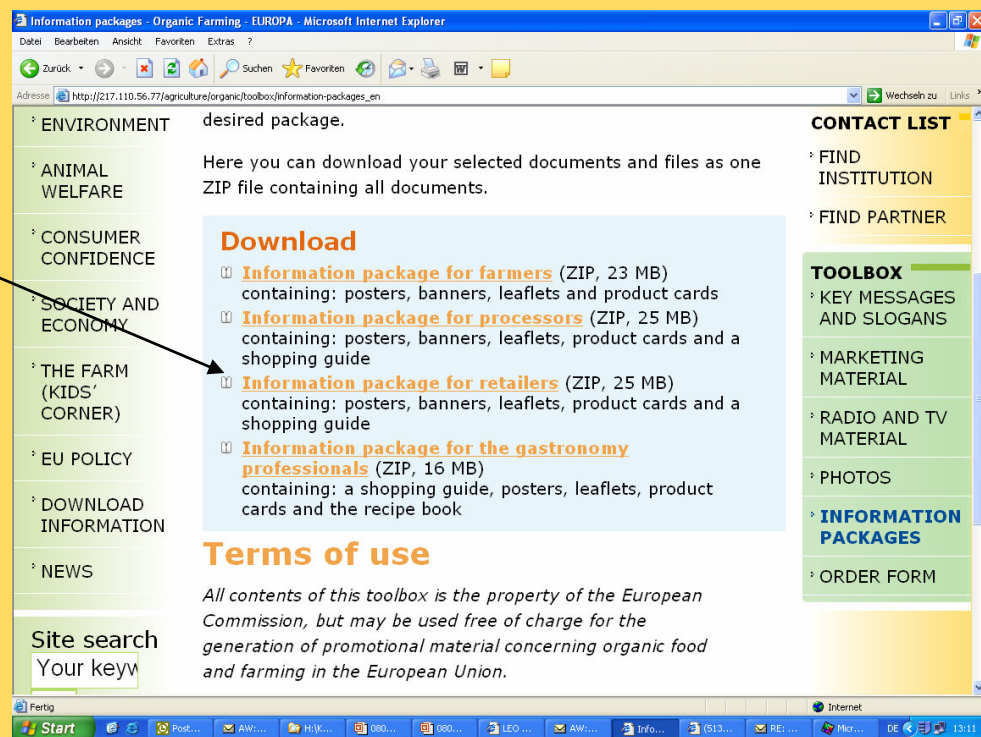 Information packages - Organic Farming - EUROPA - Microsoft Internet Explorer
Datei Bearbeiten Ansicht Favoriten Extras ?
Zurück Suchen Favoriten
Adresse http://217.110.56.77/agriculture/organic/toolbox/information-packages_en Wechseln zu Links »
ENVIRONMENT
ANIMAL
WELFARE
CONSUMER
CONFIDENCE
SOCIETY AND
ECONOMY
THE FARM
(KIDS'
CORNER)
EU POLICY
DOWNLOAD
INFORMATION
NEWS
Site search
Your keyw
desired package.
Here you can download your selected documents and files as one
ZIP file containing all documents.
Download
Information package for farmers (ZIP, 23 MB)
containing: posters, banners, leaflets and product cards
Information package for processors (ZIP, 25 MB)
containing: posters, banners, leaflets, product cards and a
shopping guide
Information package for retailers (ZIP, 25 MB)
containing: posters, banners, leaflets, product cards and a
shopping guide
Information package for the gastronomy
professionals (ZIP, 16 MB)
containing: a shopping guide, posters, leaflets, product
cards and the recipe book
Terms of use
All contents of this toolbox is the property of the European
Commission, but may be used free of charge for the
generation of promotional material concerning organic food
and farming in the European Union.
CONTACT LIST
FIND
INSTITUTION
FIND PARTNER
TOOLBOX
KEY MESSAGES
AND SLOGANS
MARKETING
MATERIAL
RADIO AND TV
MATERIAL
PHOTOS
INFORMATION
PACKAGES
ORDER FORM
Fertig Internet
Start Post... AW:... H:\K... 080... 080... LEO ... AW:... Info... (513... RE: ... Micr... DE 13:11